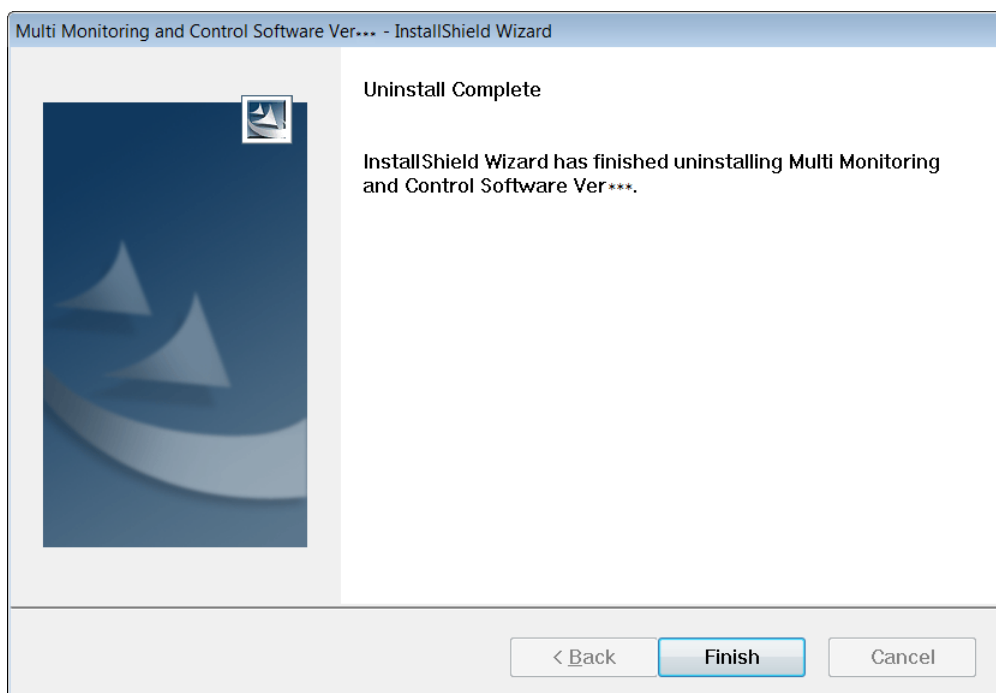 Multi Monitoring and Control Software Ver*** - InstallShield Wizard
Uninstall Complete
InstallShield Wizard has finished uninstalling Multi Monitoring
and Control Software Ver***.
< Back
Finish
Cancel